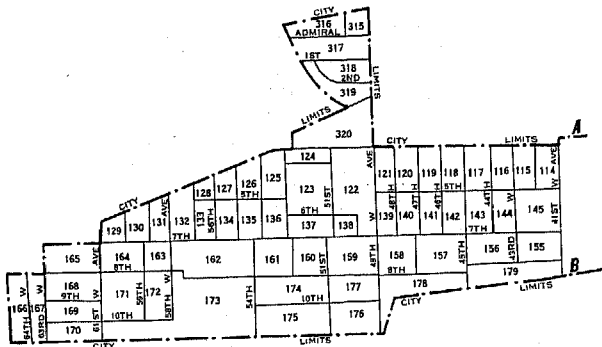 CITY
316 315
ADMIRAL
317
1ST
318
2ND
LIMITS
319
LIMITS
320
CITY LIMITS A
124
AVE
125 126 127 128
5TH
123 122
51ST
121 120 119 118 117 116 115 114
48TH 47TH 46TH 5TH 44TH W AVE
CITY
129 130 131 AVE 132 133 56TH 134 135 136
6TH
137 138
W
139 140 141 142 143 144 145
41ST
7TH 7TH
165 AVE 164 163 162 161 160 51ST 159 48TH 158 157 45TH 156 43RD 155
8TH 8TH
179
B
166 W 167 W 168 W 171 59TH 172 W 173 54TH 174 177 178
9TH
LIMITS
64TH 63RD 169 61ST 10TH 58TH 10TH
170 175 176
CITY LIMITS